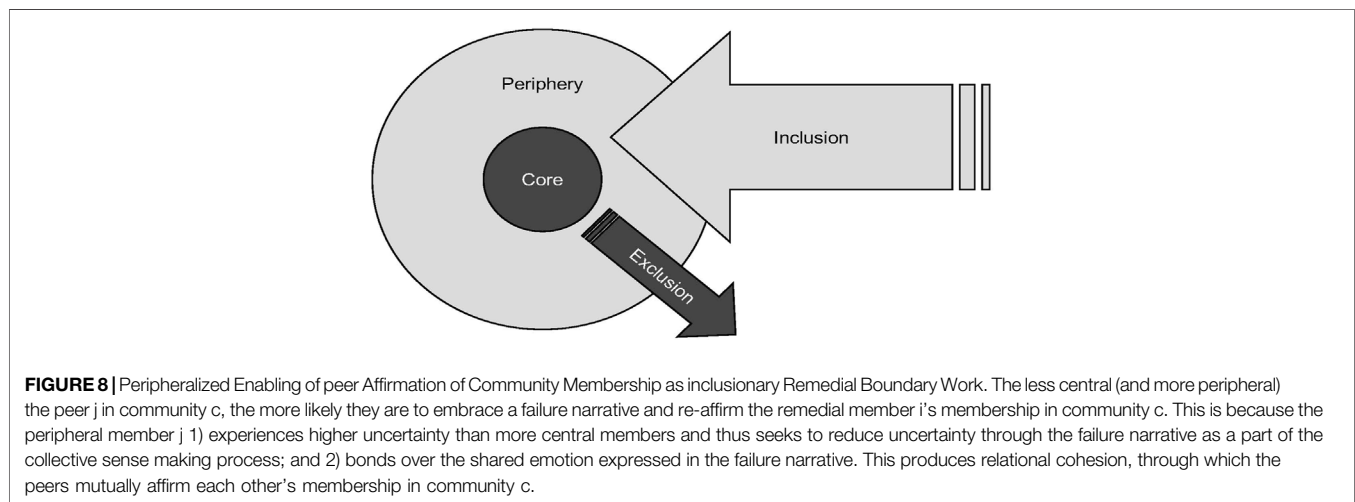 Periphery
Inclusion
Core
Exclusion
FIGURE 8 | Peripheralized Enabling of peer Affirmation of Community Membership as inclusionary Remedial Boundary Work. The less central (and more peripheral)
the peer j in community c, the more likely they are to embrace a failure narrative and re-affirm the remedial member i’s membership in community c. This is because the
peripheral member j 1) experiences higher uncertainty than more central members and thus seeks to reduce uncertainty through the failure narrative as a part of the
collective sense making process; and 2) bonds over the shared emotion expressed in the failure narrative. This produces relational cohesion, through which the
peers mutually affirm each other’s membership in community c.